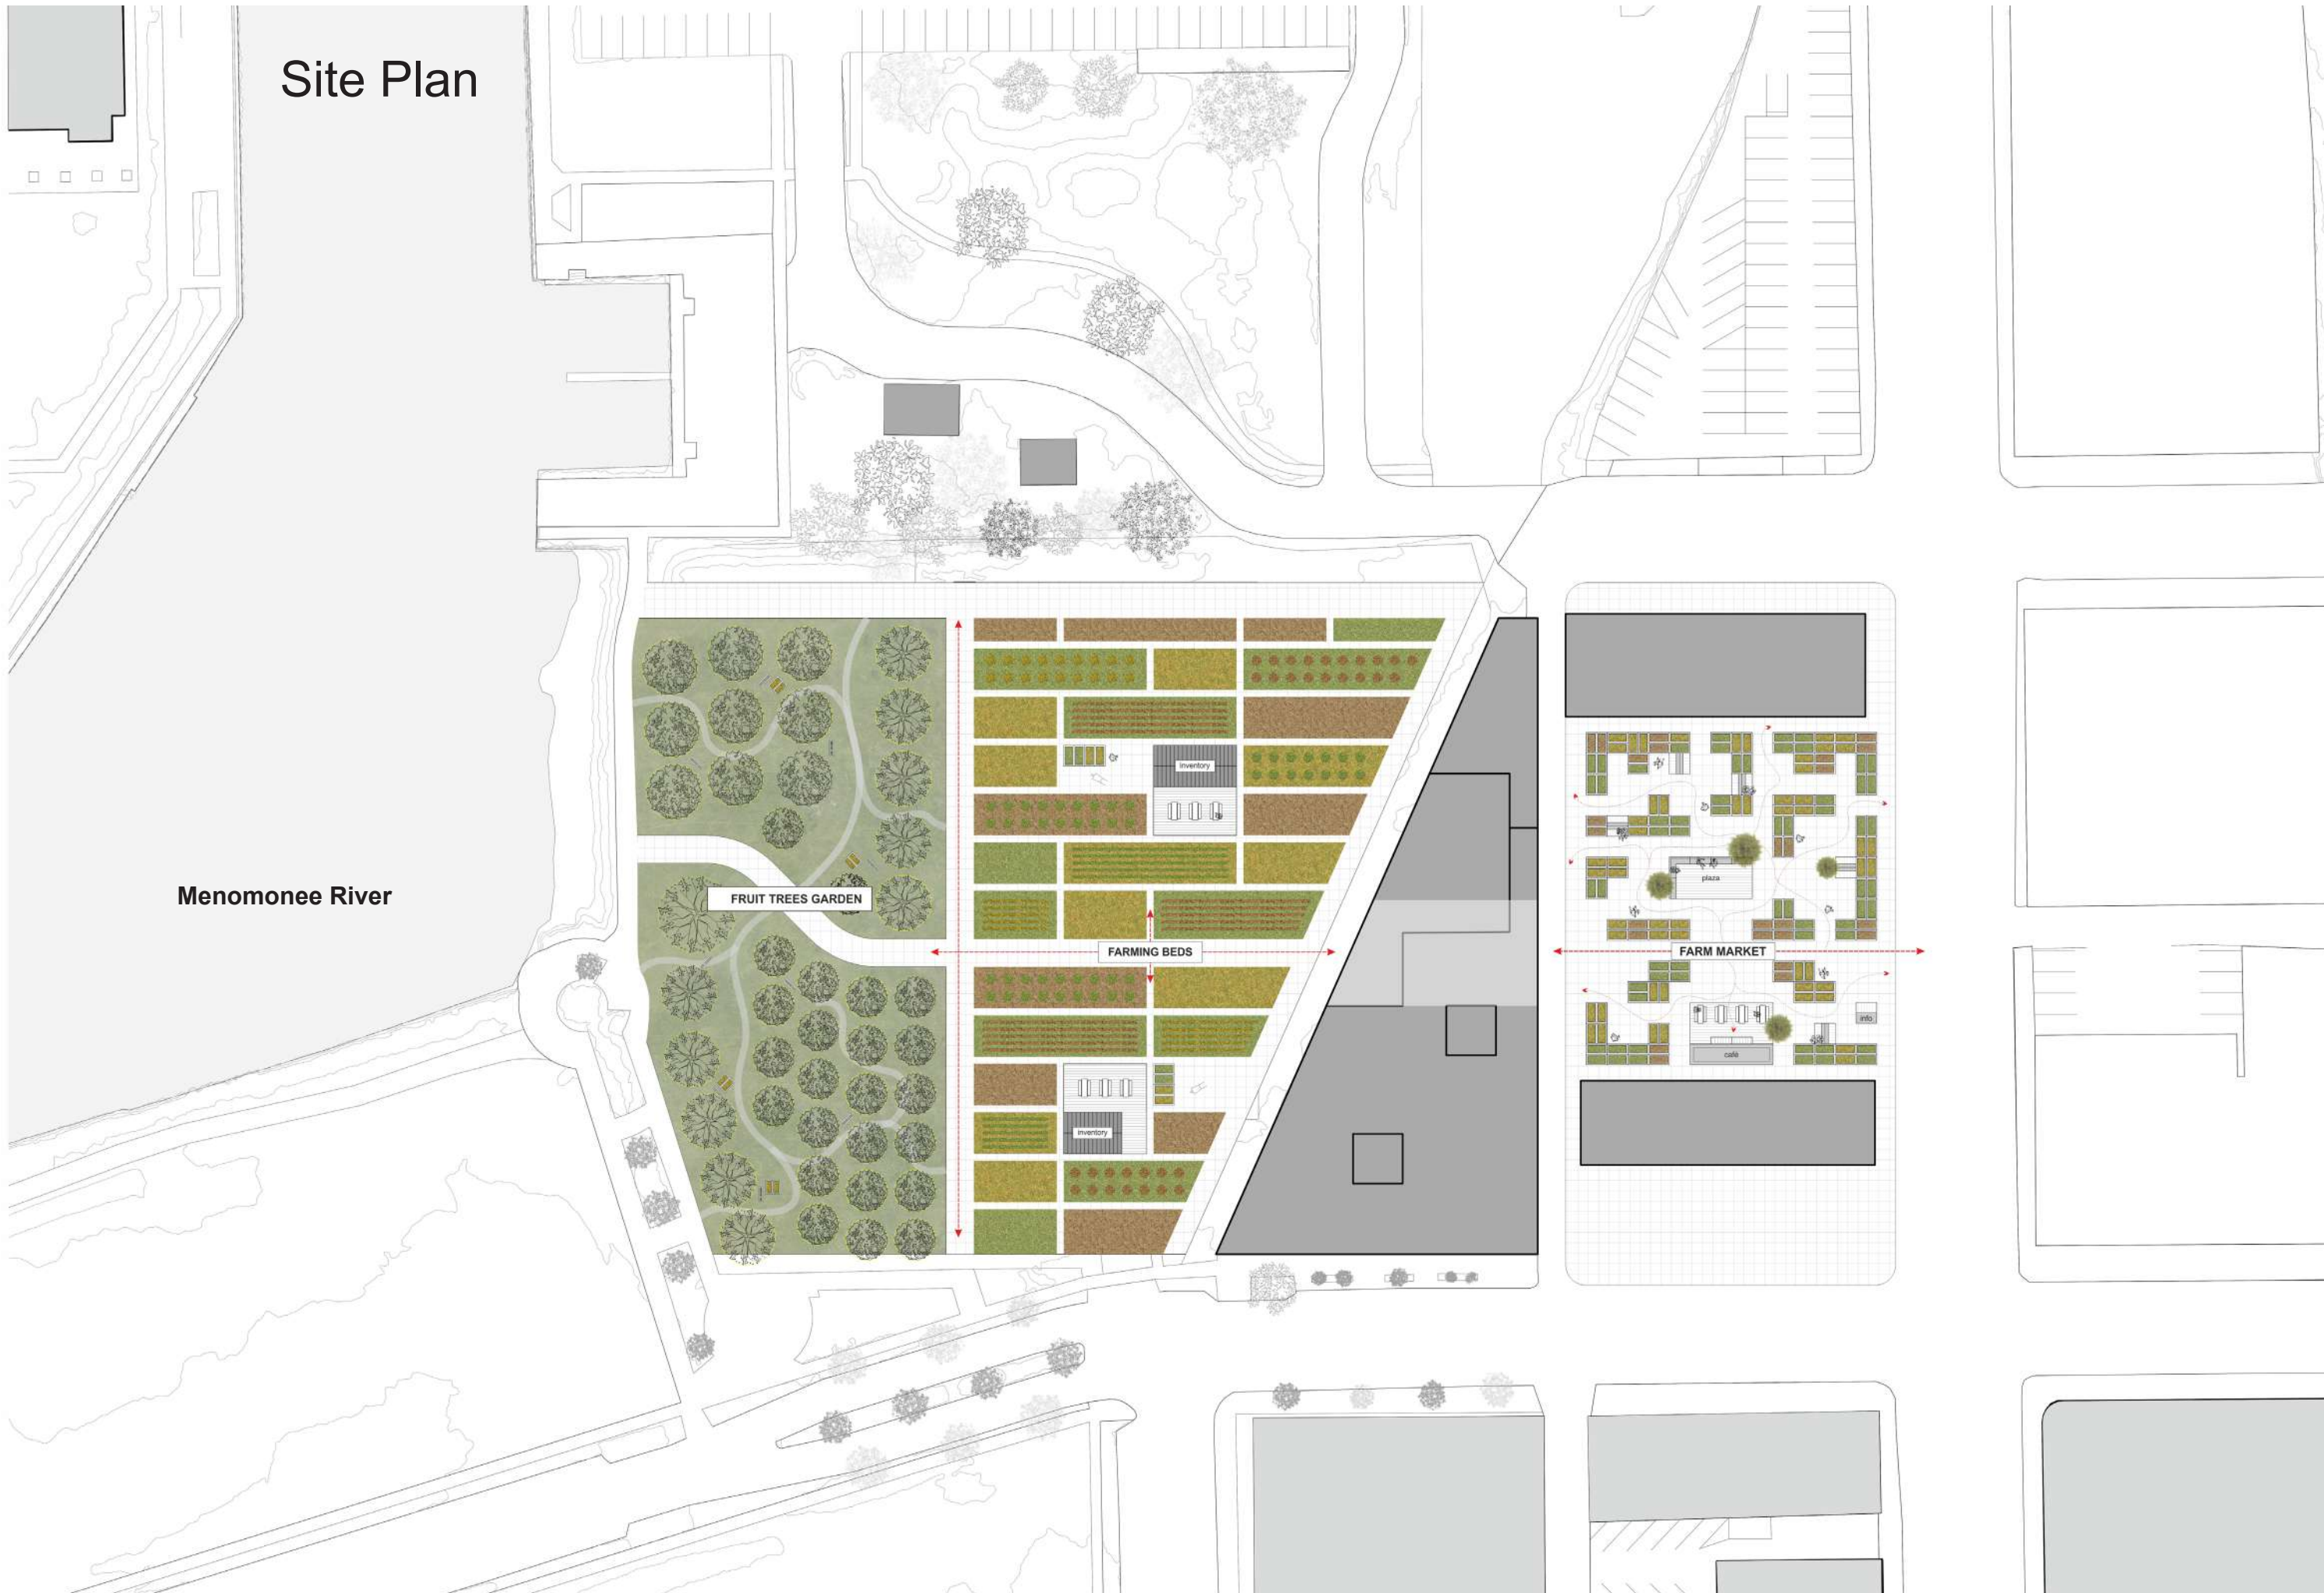 Site Plan
inventory
plaza
Menomonee River
FRUIT TREES GARDEN
FARMING BEDS
FARM MARKET
info
café
inventory